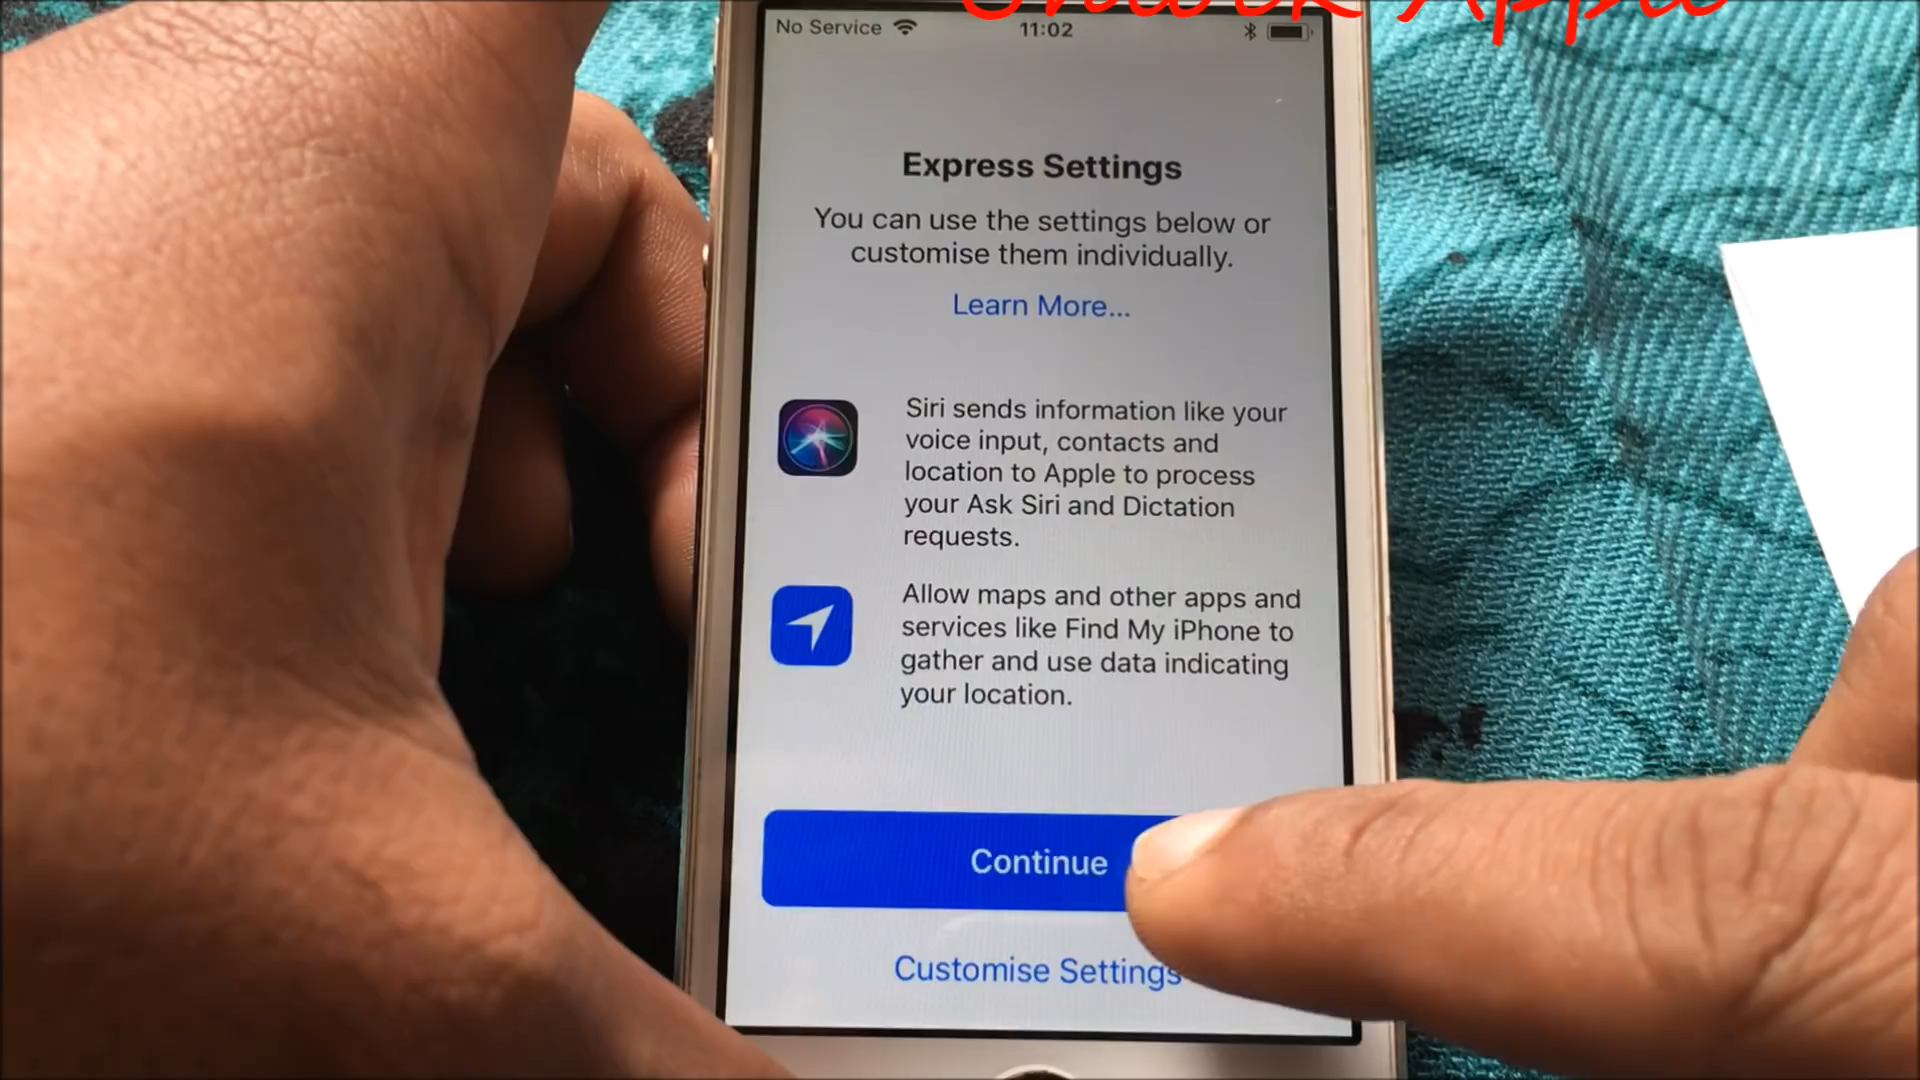 Unlock Apple
No Service
11:02
Express Settings
You can use the settings below or
customise them individually.
Learn More...
Siri sends information like your
voice input, contacts and
location to Apple to process
your Ask Siri and Dictation
requests.
Allow maps and other apps and
services like Find My iPhone to
gather and use data indicating
your location.
Continue
Customise Settings